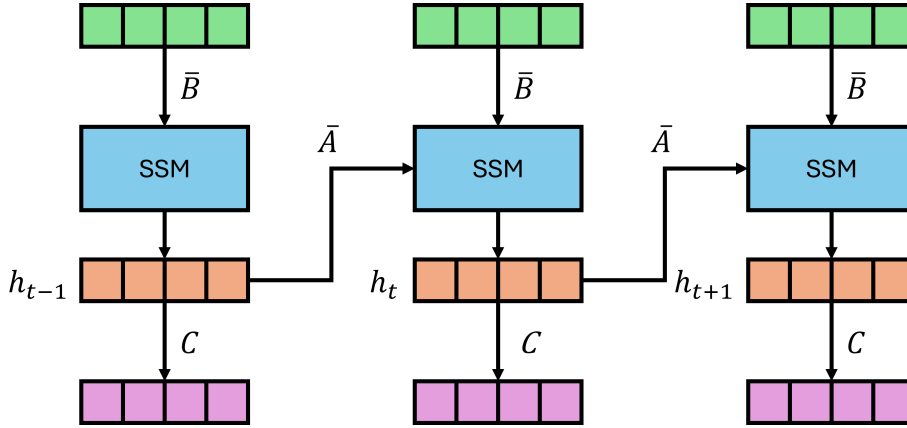 B̄ B̄ B̄
Ā Ā
SSM SSM SSM
h_{t−1} h_t h_{t+1}
C C C